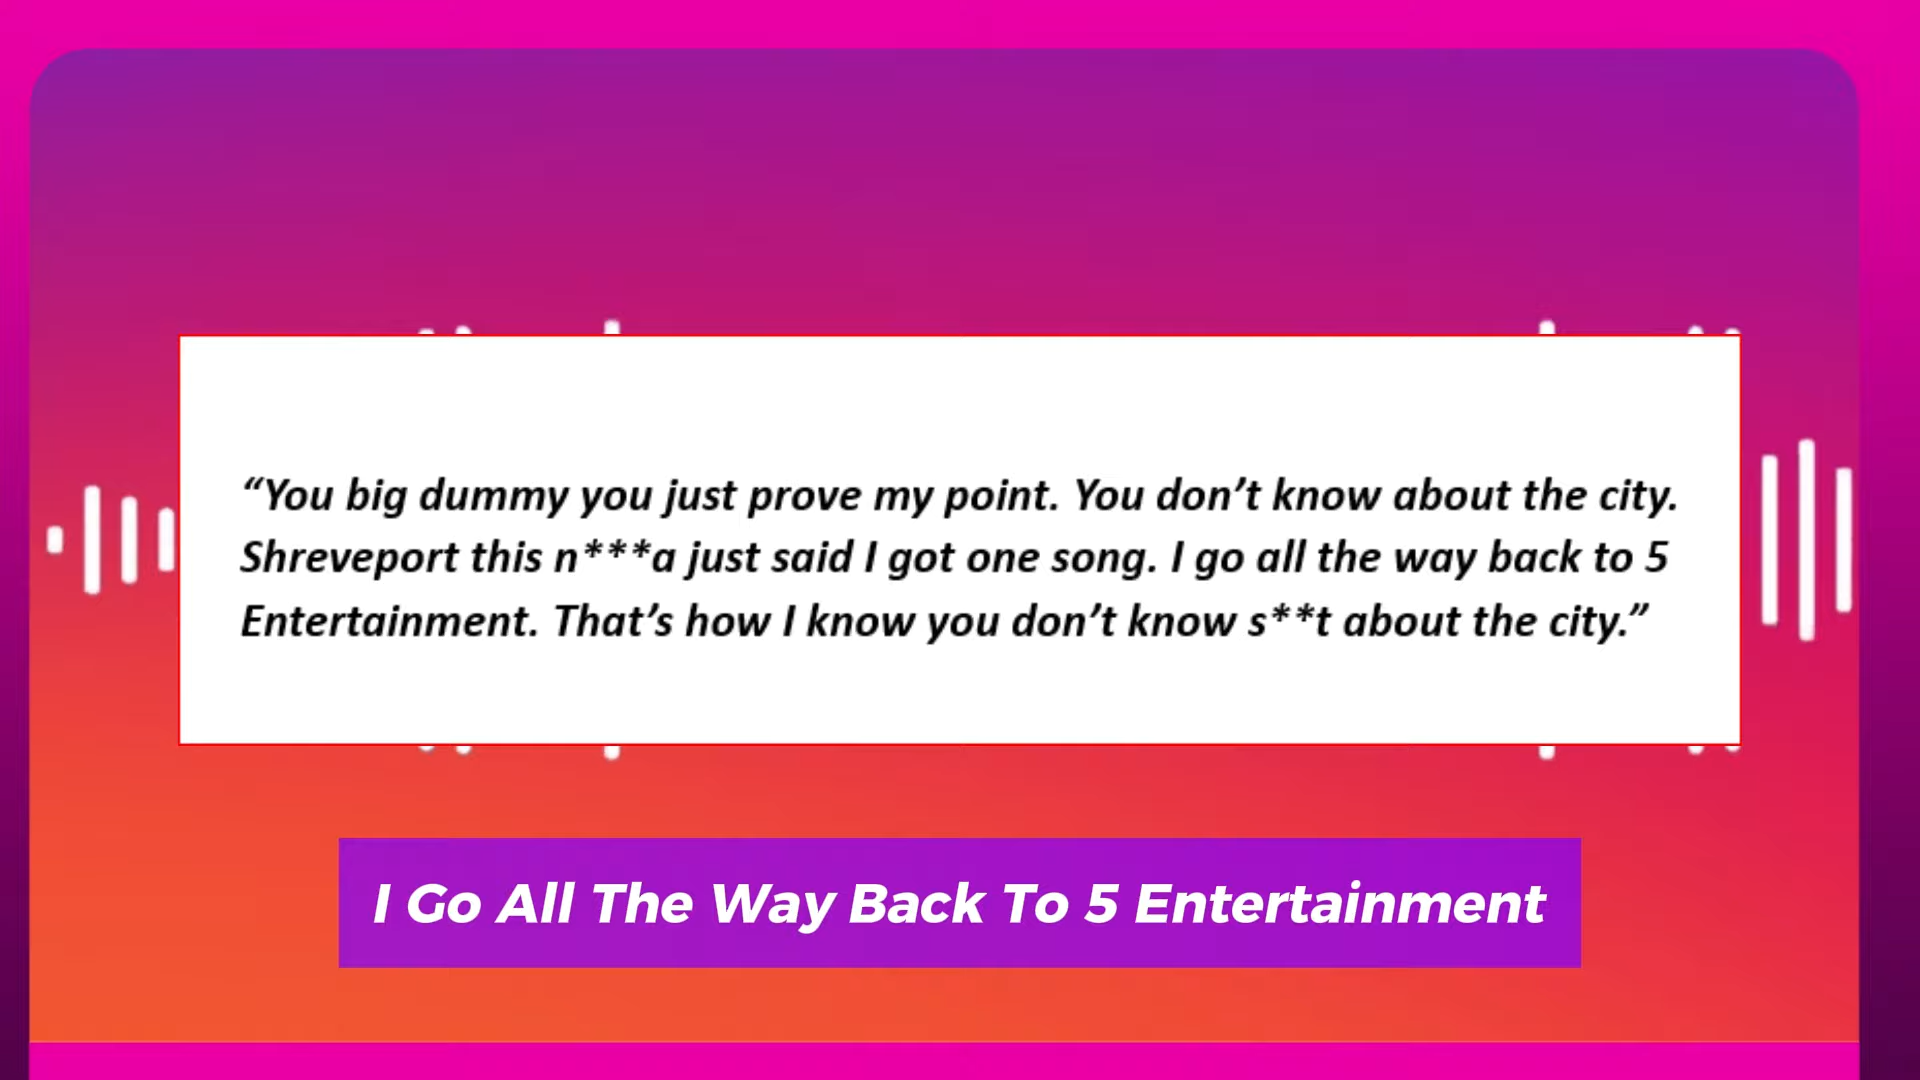 “You big dummy you just prove my point. You don’t know about the city.
Shreveport this n***a just said I got one song. I go all the way back to 5
Entertainment. That’s how I know you don’t know s**t about the city.”
I Go All The Way Back To 5 Entertainment